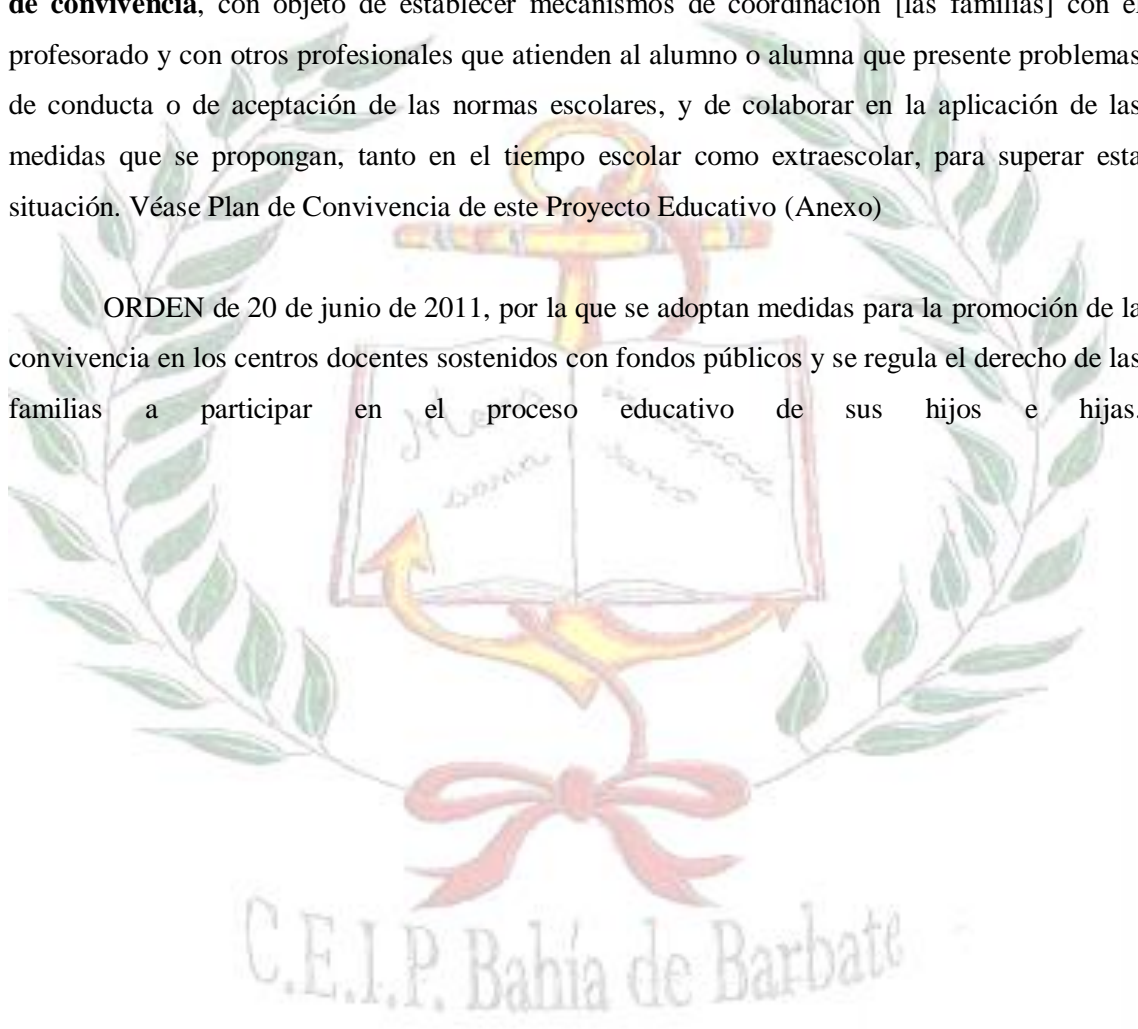 de convivencia, con objeto de establecer mecanismos de coordinación [las familias] con el
profesorado y con otros profesionales que atienden al alumno o alumna que presente problemas
de conducta o de aceptación de las normas escolares, y de colaborar en la aplicación de las
medidas que se propongan, tanto en el tiempo escolar como extraescolar, para superar esta
situación. Véase Plan de Convivencia de este Proyecto Educativo (Anexo)
ORDEN de 20 de junio de 2011, por la que se adoptan medidas para la promoción de la
convivencia en los centros docentes sostenidos con fondos públicos y se regula el derecho de las
familias a participar en el proceso educativo de sus hijos e hijas.
Mens
sana
sano
C.E.I.P. Bahía de Barbate